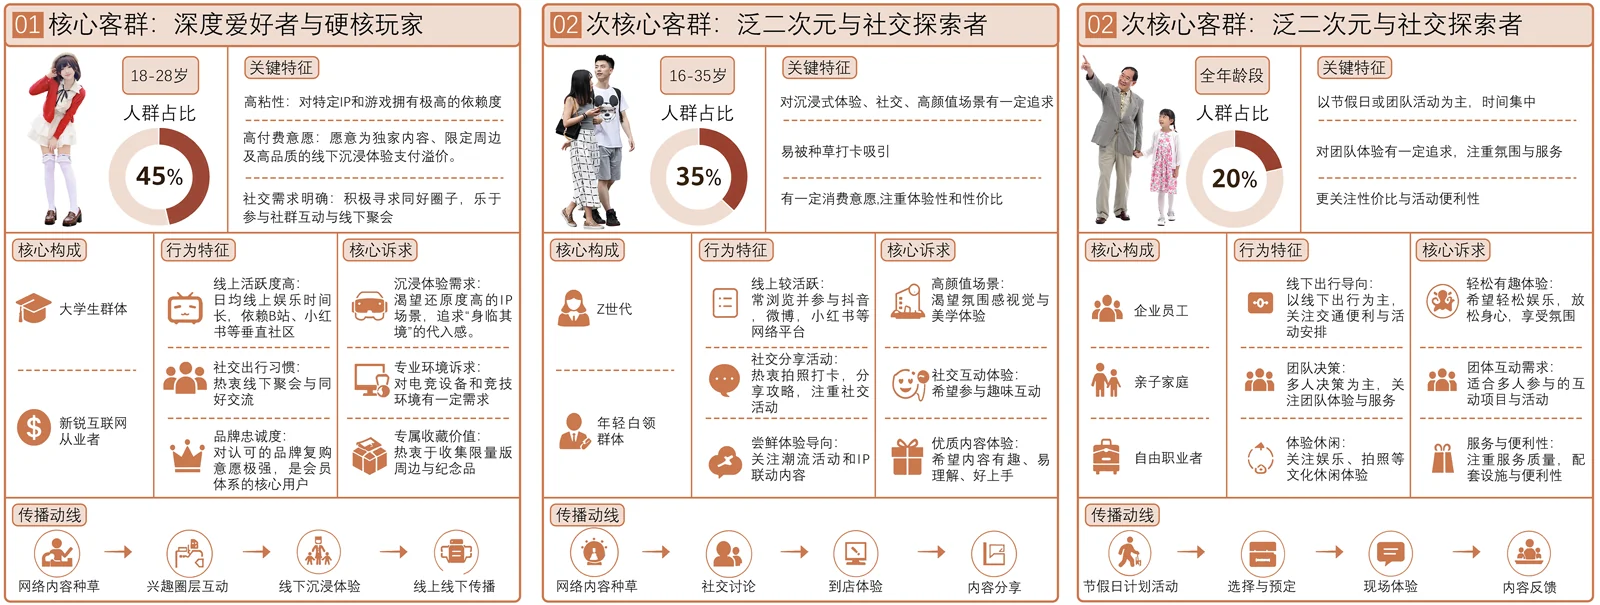 01 核心客群：深度爱好者与硬核玩家
18-28岁
人群占比
45%
关键特征
高粘性：对特定IP和游戏拥有极高的依赖度
高付费意愿：愿意为独家内容、限定周边
及高品质的线下沉浸体验支付溢价。
社交需求明确：积极寻求同好圈子，乐于
参与社群互动与线下聚会
核心构成
大学生群体
新锐互联网
从业者
行为特征
线上活跃度高：
日均线上娱乐时间
长，依赖B站、小红
书等垂直社区
社交出行习惯：
热衷线下聚会与同
好交流
品牌忠诚度：
对认可的品牌复购
意愿极强，是会员
体系的核心用户
核心诉求
沉浸体验需求：
渴望还原度高的IP
场景，追求“身临其
境”的代入感。
专业环境诉求：
对电竞设备和竞技
环境有一定需求
专属收藏价值：
热衷于收集限量版
周边与纪念品
传播动线
网络内容种草
兴趣圈层互动
线下沉浸体验
线上线下传播
02 次核心客群：泛二次元与社交探索者
16-35岁
人群占比
35%
关键特征
对沉浸式体验、社交、高颜值场景有一定追求
易被种草打卡吸引
有一定消费意愿,注重体验性和性价比
核心构成
Z世代
年轻白领
群体
行为特征
线上较活跃：
常浏览并参与抖音
，微博，小红书等
网络平台
社交分享活动：
热衷拍照打卡，分
享攻略，注重社交
活动
尝鲜体验导向：
关注潮流活动和IP
联动内容
核心诉求
高颜值场景：
渴望氛围感视觉与
美学体验
社交互动体验：
希望参与趣味互动
优质内容体验：
希望内容有趣、易
理解、好上手
传播动线
网络内容种草
社交讨论
到店体验
内容分享
02 次核心客群：泛二次元与社交探索者
全年龄段
人群占比
20%
关键特征
以节假日或团队活动为主，时间集中
对团队体验有一定追求，注重氛围与服务
更关注性价比与活动便利性
核心构成
企业员工
亲子家庭
自由职业者
行为特征
线下出行导向：
以线下出行为主，
关注交通便利与活
动安排
团队决策：
多人决策为主，关
注团队体验与服务
体验休闲：
关注娱乐、拍照等
文化休闲体验
核心诉求
轻松有趣体验：
希望轻松娱乐，放
松身心，享受氛围
团体互动需求：
适合多人参与的互
动项目与活动
服务与便利性：
注重服务质量，配
套设施与便利性
传播动线
节假日计划活动
选择与预定
现场体验
内容反馈